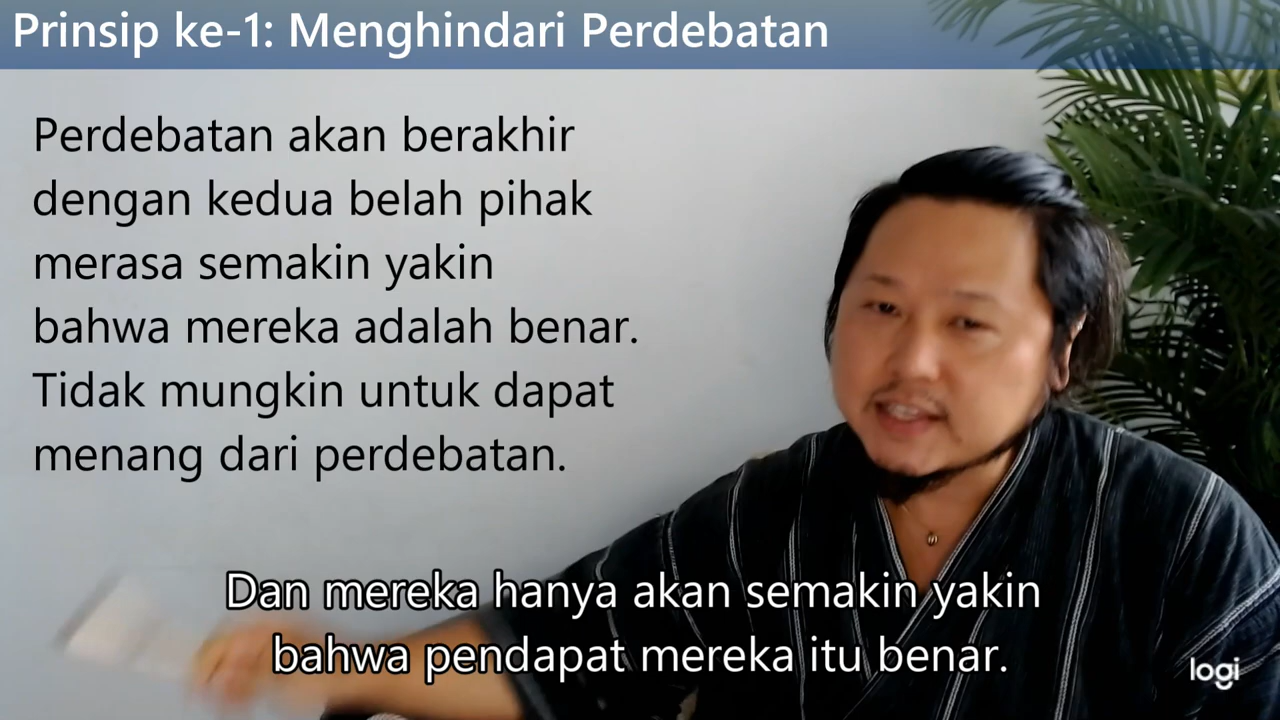 Prinsip ke-1: Menghindari Perdebatan
Perdebatan akan berakhir
dengan kedua belah pihak
merasa semakin yakin
bahwa mereka adalah benar.
Tidak mungkin untuk dapat
menang dari perdebatan.
Dan mereka hanya akan semakin yakin
bahwa pendapat mereka itu benar.
logi